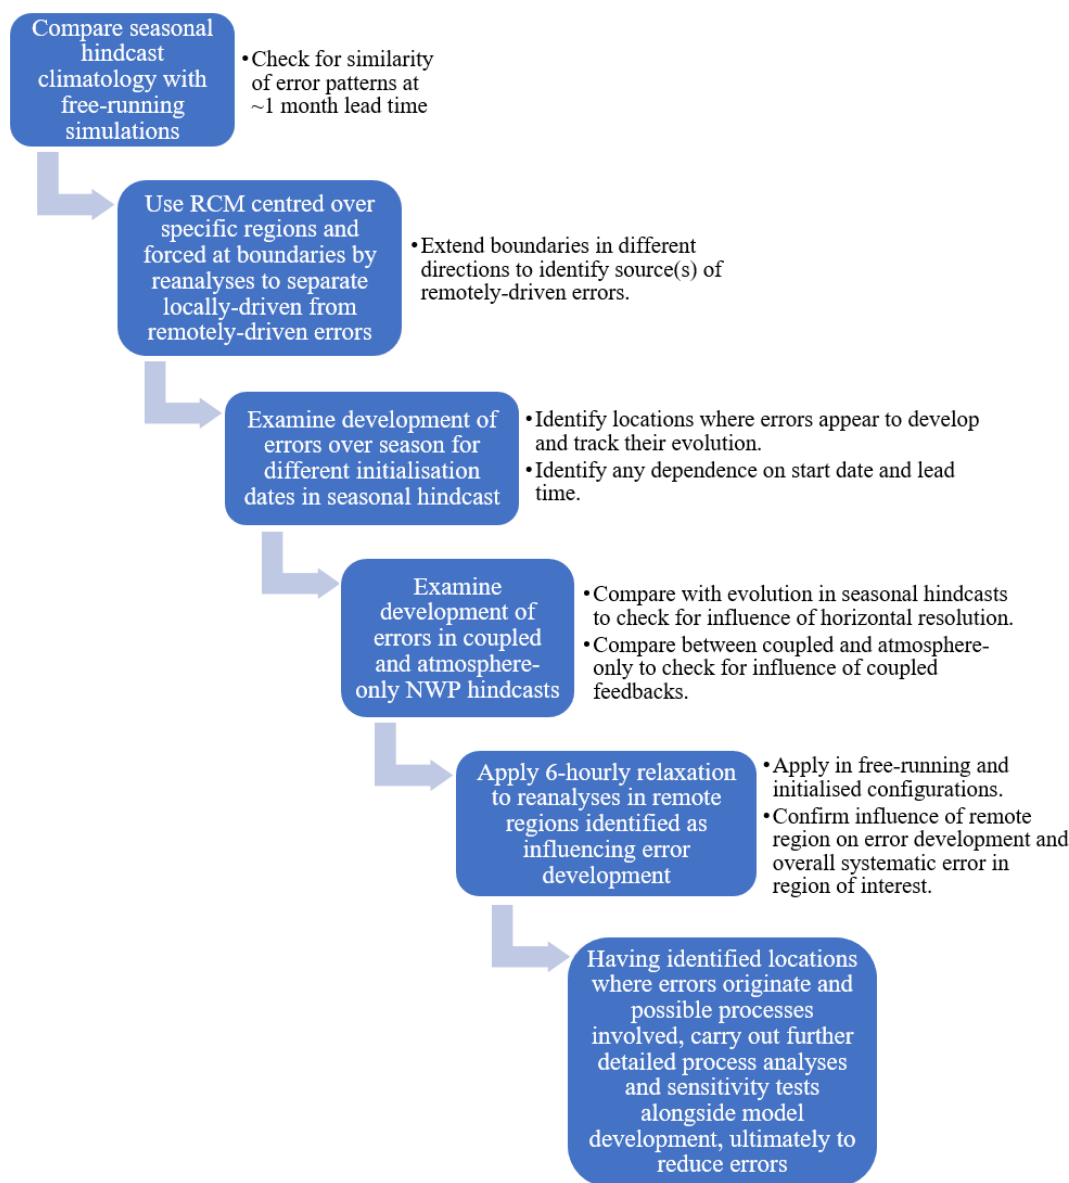 Compare seasonal
hindcast
climatology with
free-running
simulations
•Check for similarity
of error patterns at
~1 month lead time
Use RCM centred over
specific regions and
forced at boundaries by
reanalyses to separate
locally-driven from
remotely-driven errors
•Extend boundaries in different
directions to identify source(s) of
remotely-driven errors.
Examine development of
errors over season for
different initialisation
dates in seasonal hindcast
•Identify locations where errors appear to develop
and track their evolution.
•Identify any dependence on start date and lead
time.
Examine
development of
errors in coupled
and atmosphere-
only NWP hindcasts
•Compare with evolution in seasonal hindcasts
to check for influence of horizontal resolution.
•Compare between coupled and atmosphere-
only to check for influence of coupled
feedbacks.
Apply 6-hourly relaxation
to reanalyses in remote
regions identified as
influencing error
development
•Apply in free-running and
initialised configurations.
•Confirm influence of remote
region on error development and
overall systematic error in
region of interest.
Having identified locations
where errors originate and
possible processes
involved, carry out further
detailed process analyses
and sensitivity tests
alongside model
development, ultimately to
reduce errors